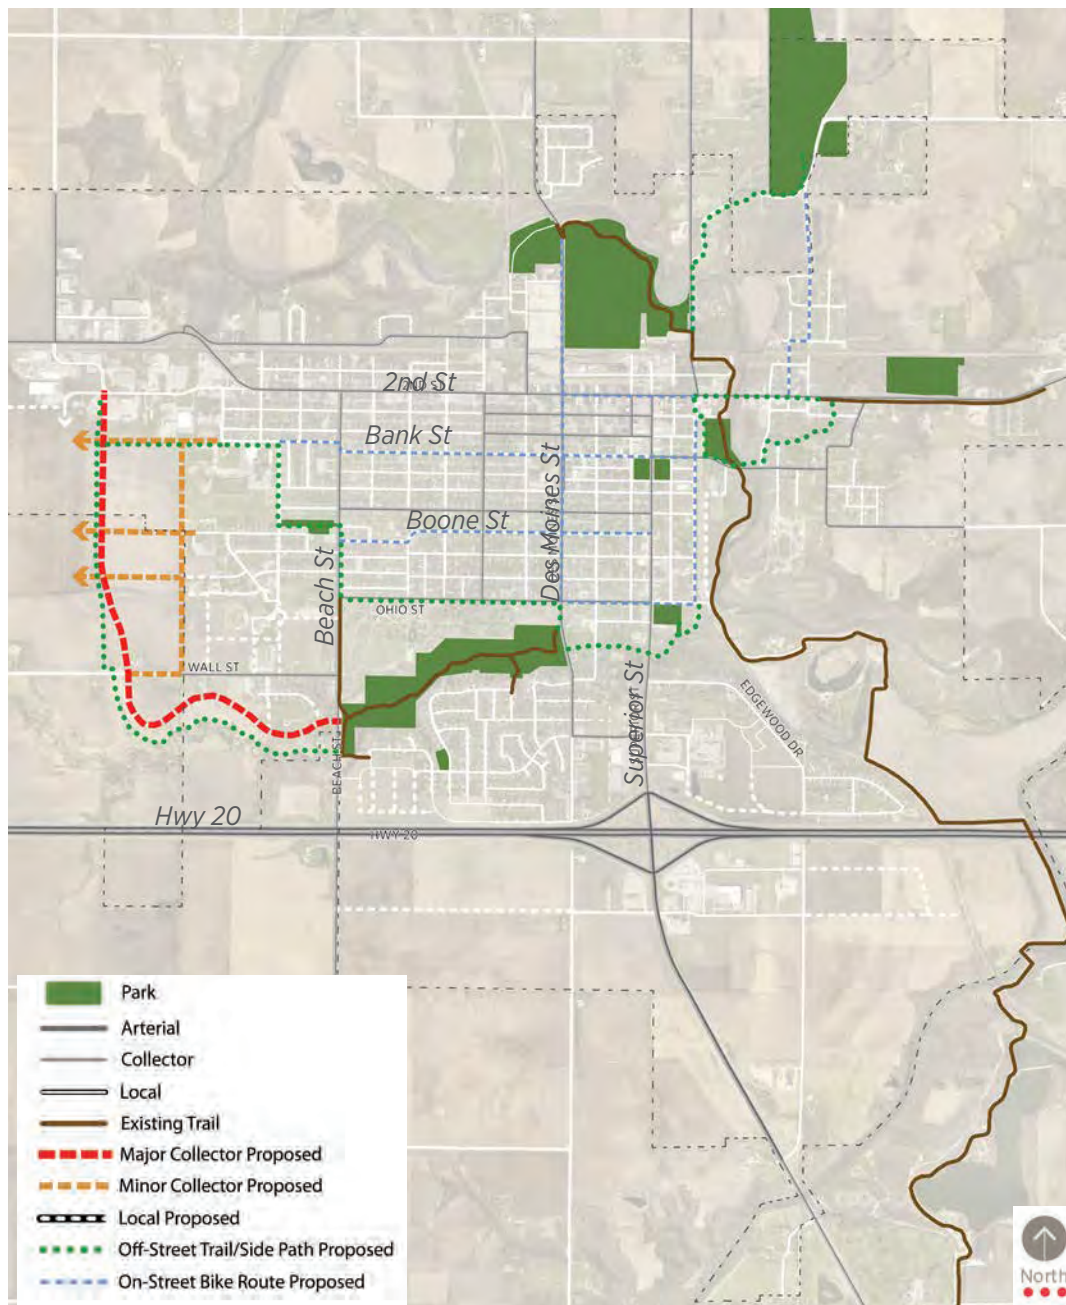 2nd St
Bank St
Des Moines St
Boone St
Beach St
OHIO ST
WALL ST
Superior St
EDGEWOOD DR
BEACH ST
Hwy 20
HWY 20
Park
Arterial
Collector
Local
Existing Trail
Major Collector Proposed
Minor Collector Proposed
Local Proposed
Off-Street Trail/Side Path Proposed
On-Street Bike Route Proposed
North